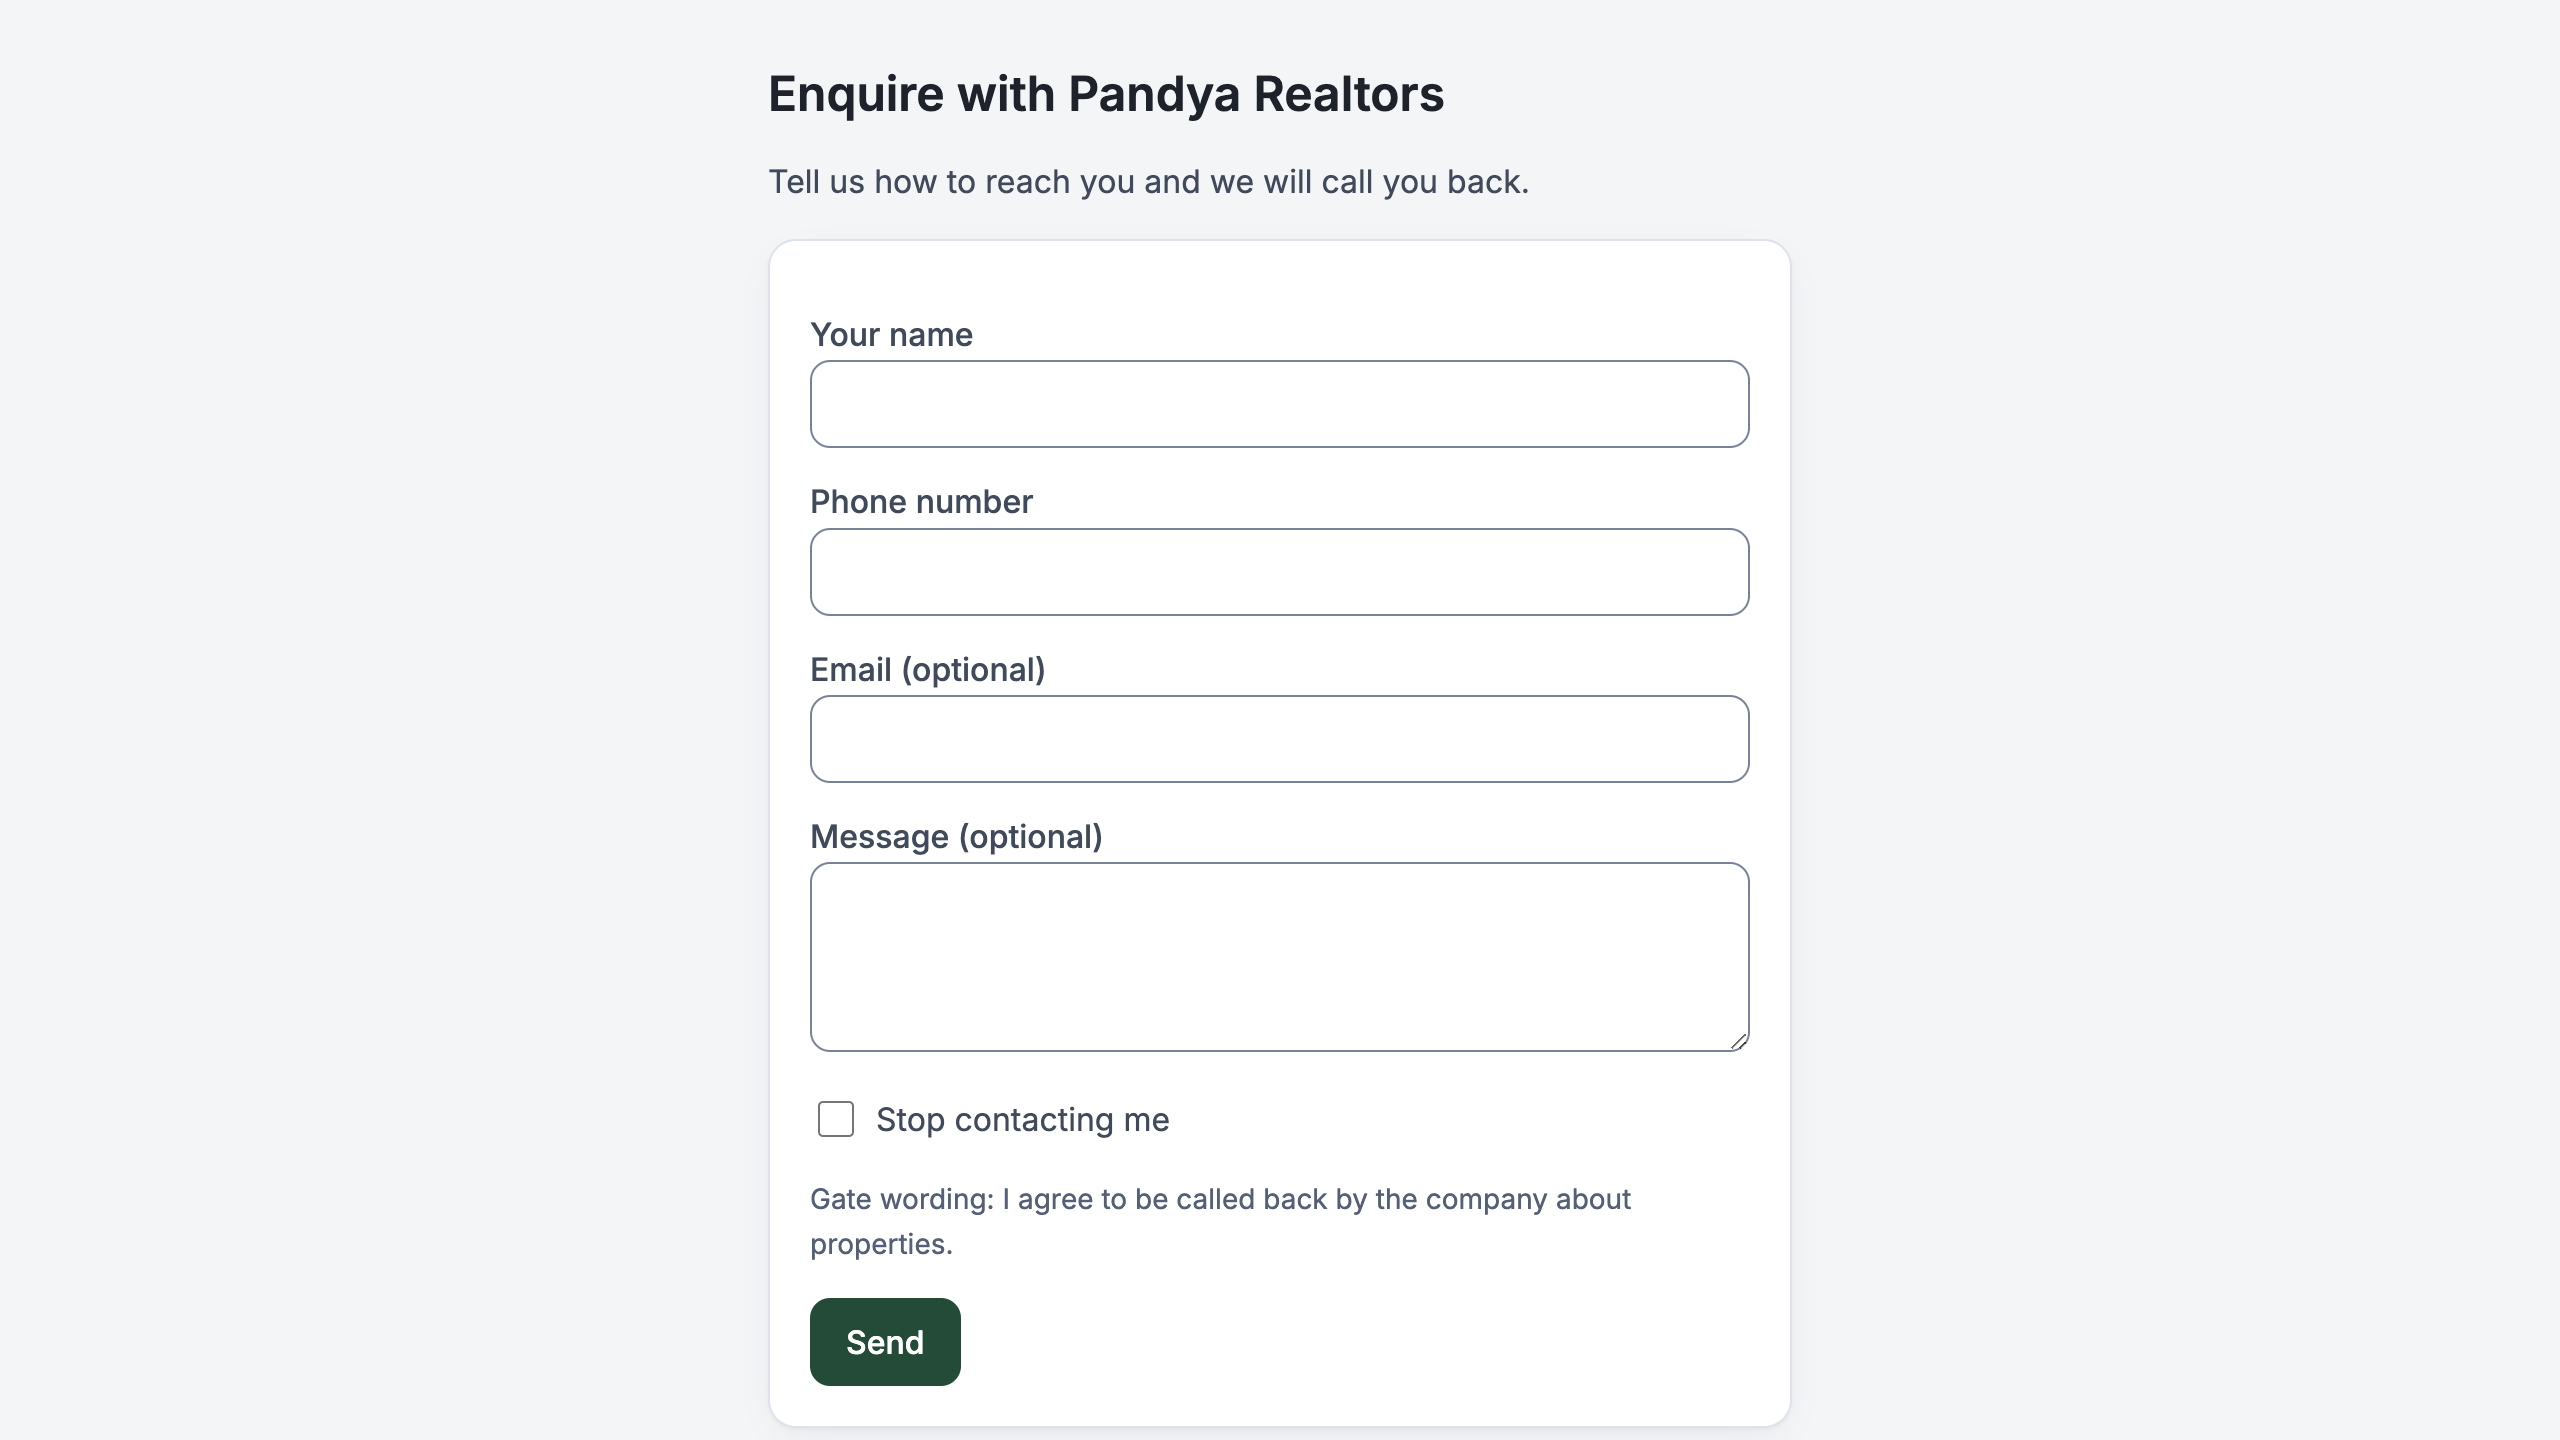 Enquire with Pandya Realtors
Tell us how to reach you and we will call you back.
Your name
Phone number
Email (optional)
Message (optional)
Stop contacting me
Gate wording: I agree to be called back by the company about
properties.
Send